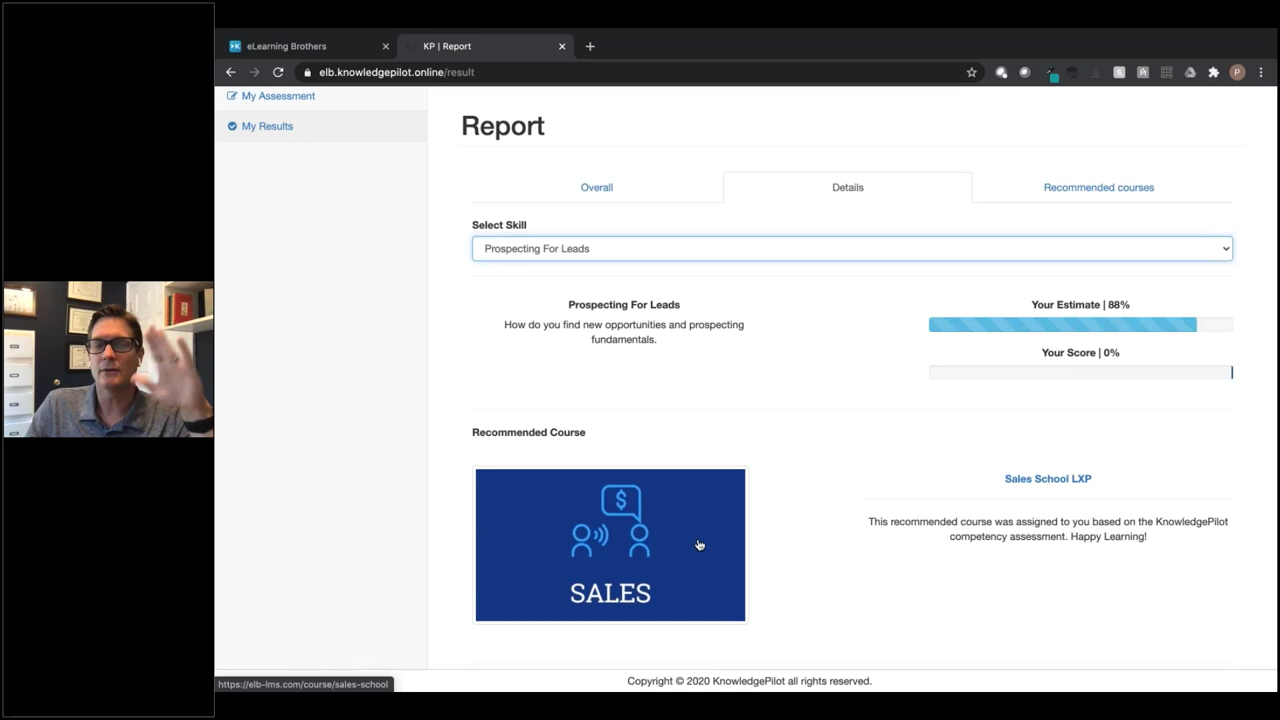 eLearning Brothers
KP | Report
elb.knowledgepilot.online/result
P
My Assessment
My Results
Report
Overall
Details
Recommended courses
Select Skill
Prospecting For Leads
Prospecting For Leads
How do you find new opportunities and prospecting
fundamentals.
Your Estimate | 88%
Your Score | 0%
Recommended Course
$
SALES
Sales School LXP
This recommended course was assigned to you based on the KnowledgePilot
competency assessment. Happy Learning!
https://elb-lms.com/course/sales-school
Copyright © 2020 KnowledgePilot all rights reserved.